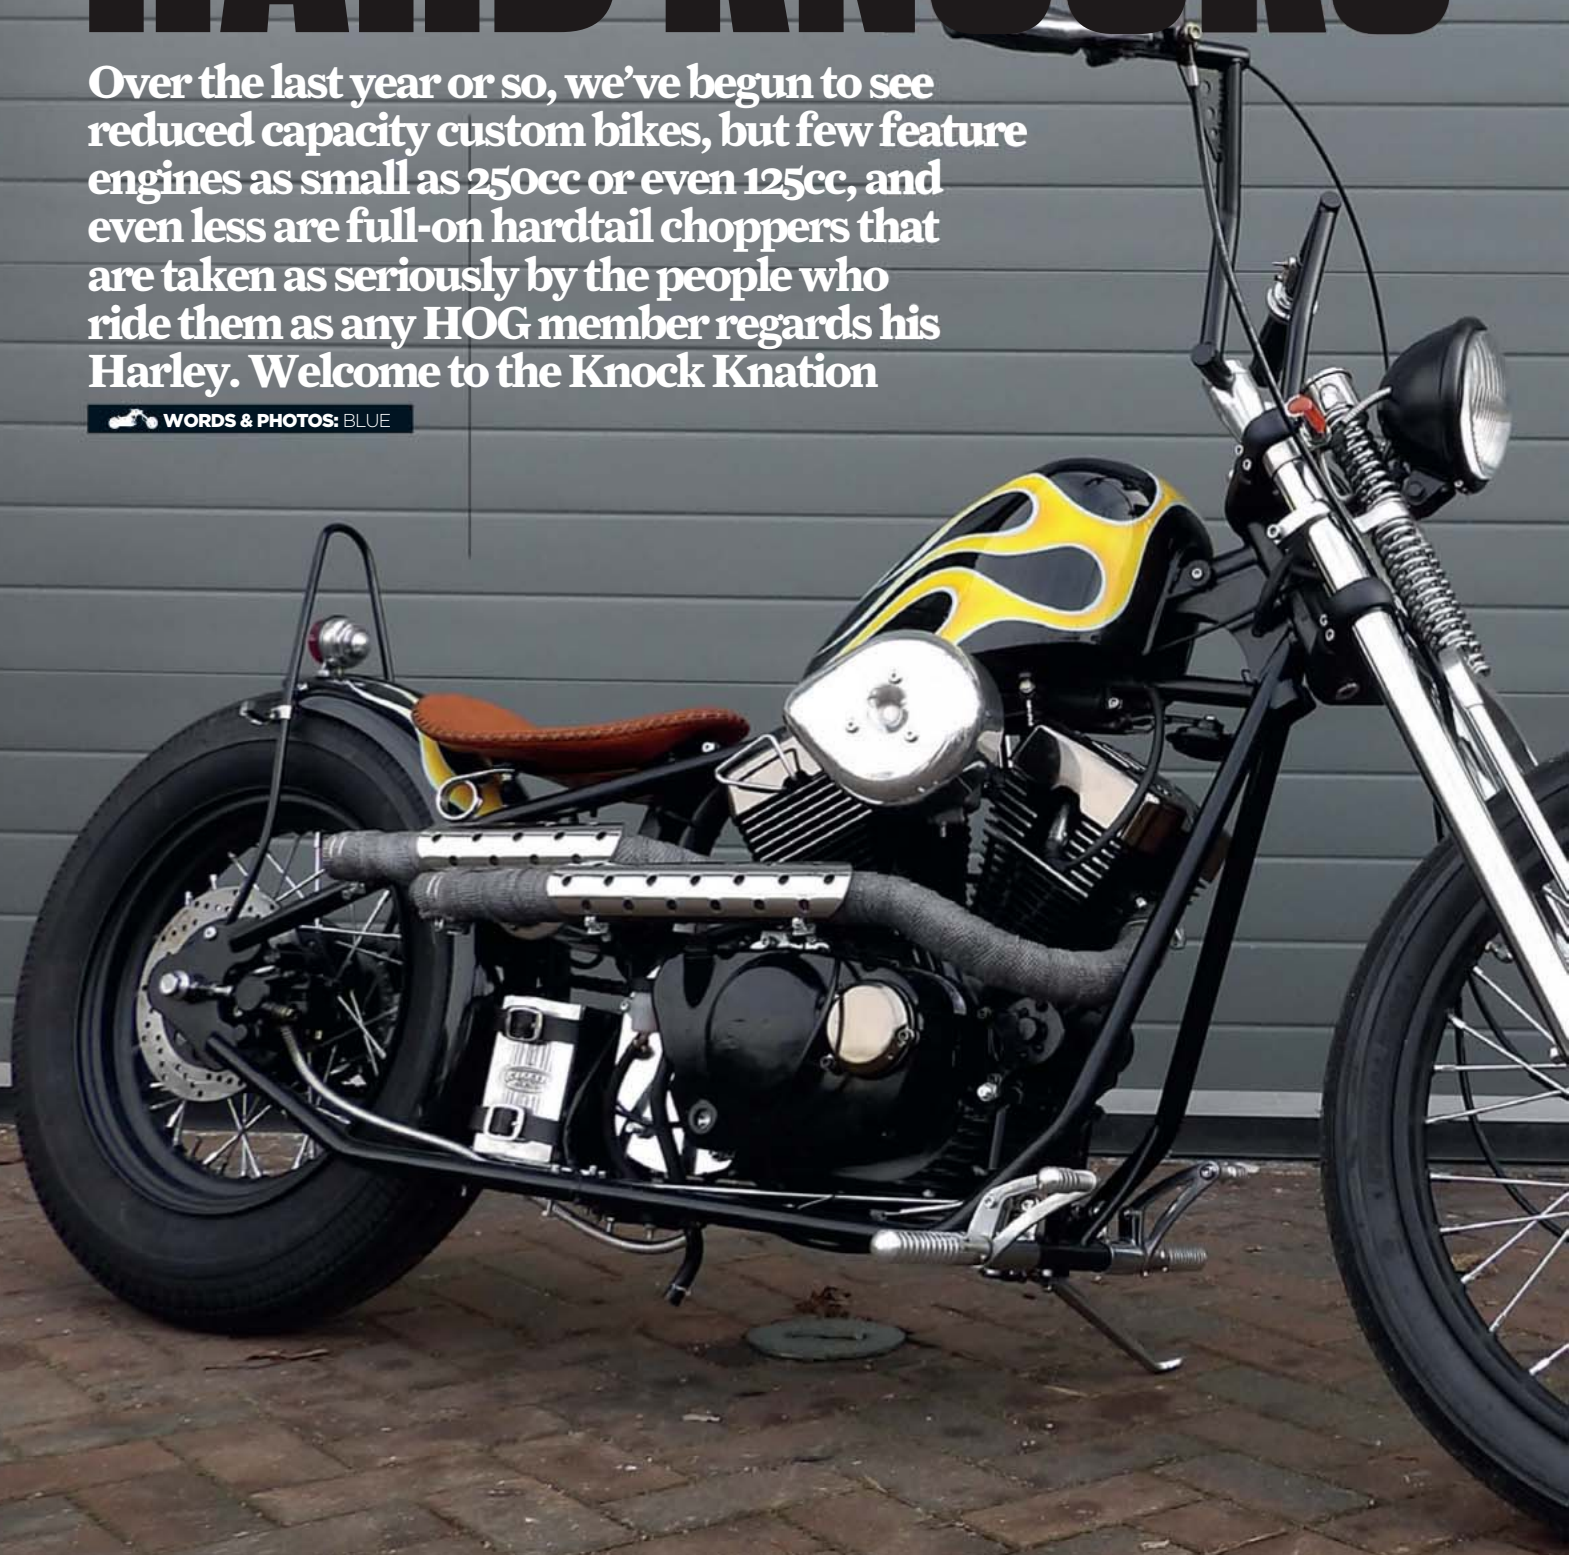 Over the last year or so, we’ve begun to see
reduced capacity custom bikes, but few feature
engines as small as 250cc or even 125cc, and
even less are full-on hardtail choppers that
are taken as seriously by the people who
ride them as any HOG member regards his
Harley. Welcome to the Knock Knation
WORDS & PHOTOS: BLUE